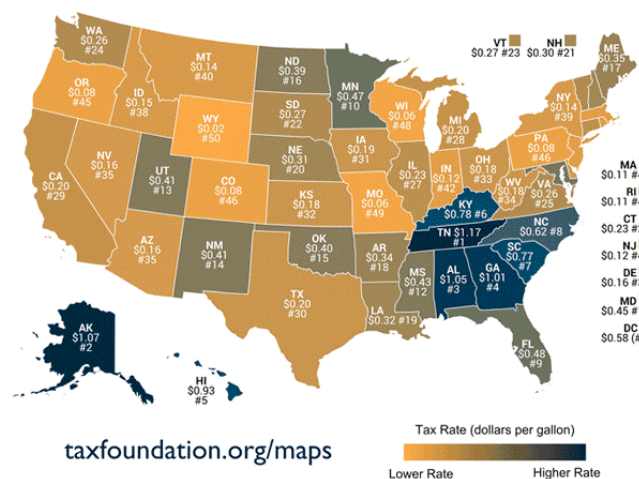 WA
$0.26
#24
MT
$0.14
#40
ND
$0.39
#16
MN
$0.47
#10
VT
$0.27 #23
NH
$0.30 #21
ME
$0.35
#17
OR
$0.08
#45
ID
$0.15
#38
WY
$0.02
#50
SD
$0.27
#22
WI
$0.06
#48
MI
$0.20
#28
NY
$0.14
#39
NV
$0.16
#35
UT
$0.41
#13
CO
$0.08
#46
NE
$0.31
#20
IA
$0.19
#31
IL
$0.23
#27
IN
$0.12
#42
OH
$0.18
#33
PA
$0.08
#46
CA
$0.20
#29
KS
$0.18
#32
MO
$0.06
#49
KY
$0.78 #6
WV
$0.18
#34
VA
$0.26
#25
MA
$0.11 #
RI
$0.11 #
CT
$0.23 #
NJ
$0.12 #
DE
$0.16 #
MD
$0.45 #
DC
$0.58 (#
AZ
$0.16
#35
NM
$0.41
#14
OK
$0.40
#15
AR
$0.34
#18
TN $1.17
#1
NC
$0.62 #8
SC
$0.77
#7
MS
$0.43
#12
AL
$1.05
#3
GA
$1.01
#4
TX
$0.20
#30
LA
$0.32 #19
FL
$0.48
#9
AK
$1.07
#2
HI
$0.93
#5
taxfoundation.org/maps
Tax Rate (dollars per gallon)
Lower Rate
Higher Rate